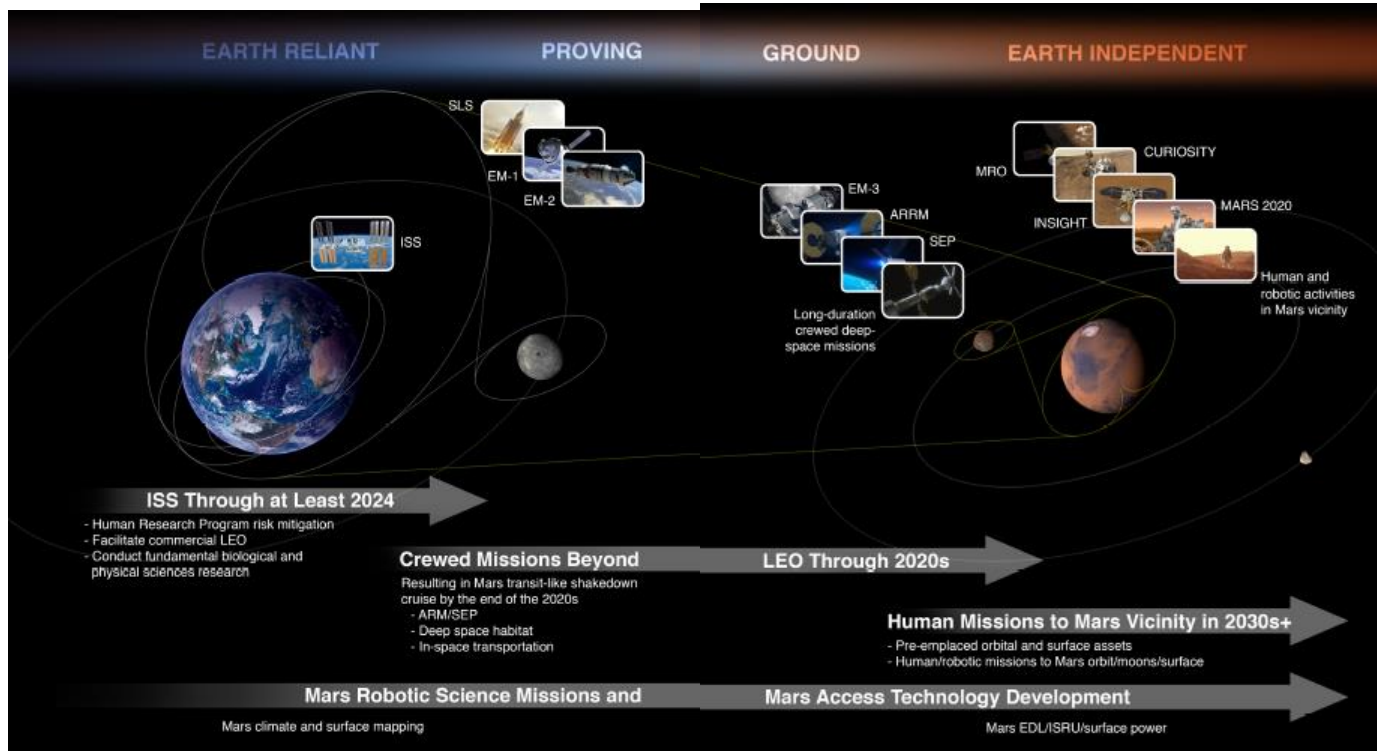 EARTH RELIANT PROVING GROUND EARTH INDEPENDENT
SLS
EM-1
EM-2
ISS
EM-3
ARRM
SEP
Long-duration
crewed deep-
space missions
MRO
CURIOSITY
INSIGHT
MARS 2020
Human and
robotic activities
in Mars vicinity
ISS Through at Least 2024
- Human Research Program risk mitigation
- Facilitate commercial LEO
- Conduct fundamental biological and
physical sciences research
Crewed Missions Beyond LEO Through 2020s
Resulting in Mars transit-like shakedown
cruise by the end of the 2020s
- ARM/SEP
- Deep space habitat
- In-space transportation
Human Missions to Mars Vicinity in 2030s+
- Pre-emplaced orbital and surface assets
- Human/robotic missions to Mars orbit/moons/surface
Mars Robotic Science Missions and Mars Access Technology Development
Mars climate and surface mapping
Mars EDL/ISRU/surface power